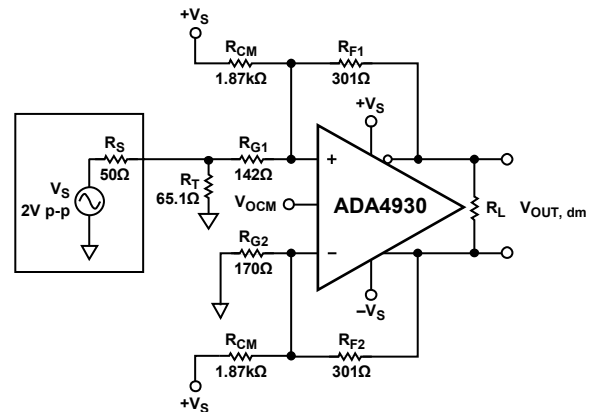 +VS
RCM
1.87kΩ
RF1
301Ω
+VS
RS
50Ω
VS
2V p-p
RT
65.1Ω
RG1
142Ω
+
VOCM
ADA4930
RL
VOUT, dm
RG2
170Ω
–
–VS
RCM
1.87kΩ
RF2
301Ω
+VS